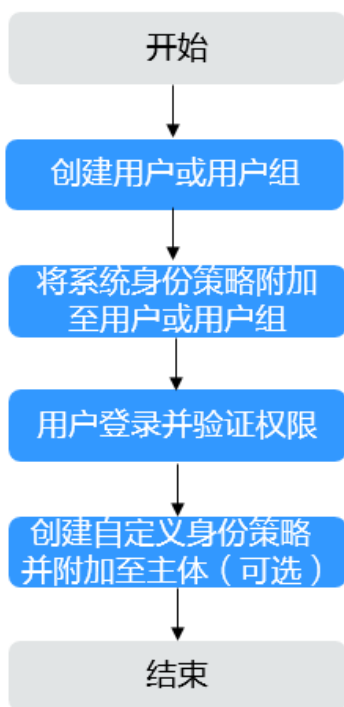 开始
创建用户或用户组
将系统身份策略附加
至用户或用户组
用户登录并验证权限
创建自定义身份策略
并附加至主体（可选）
结束